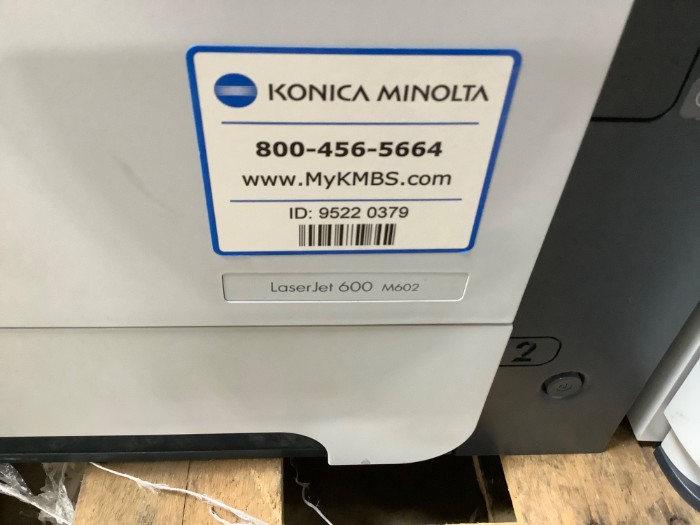 KONICA MINOLTA
800-456-5664
www.MyKMBS.com
ID: 9522 0379
LaserJet 600 M602
2